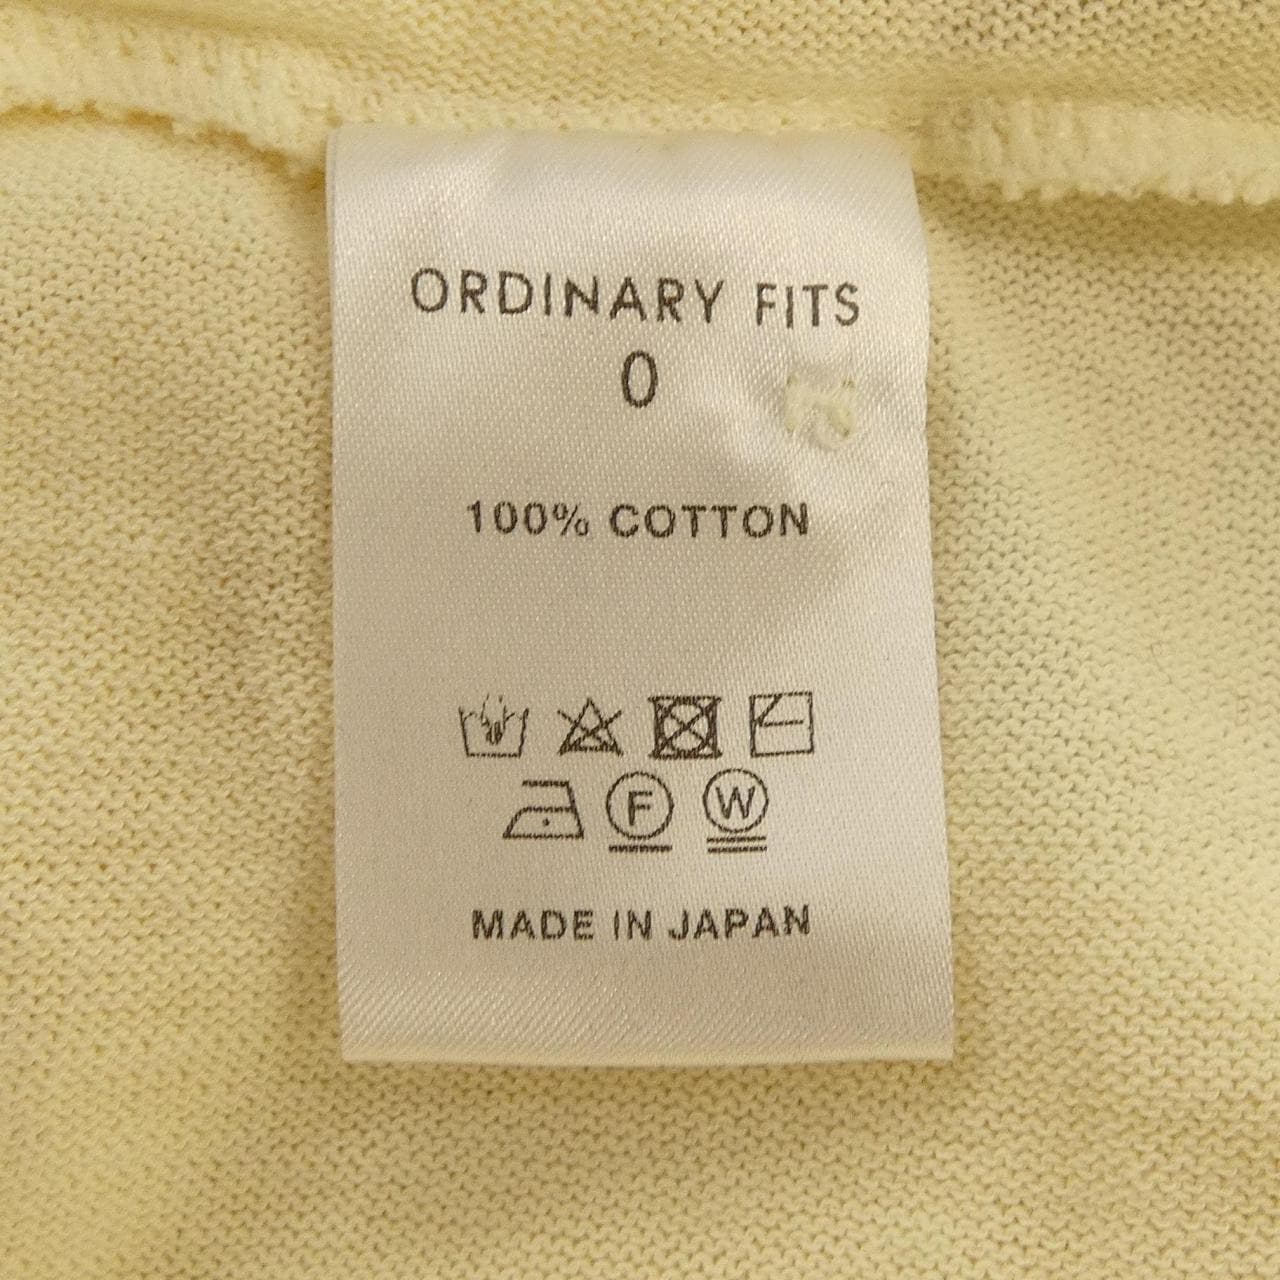 ORDINARY FITS
0
100% COTTON
F W
MADE IN JAPAN